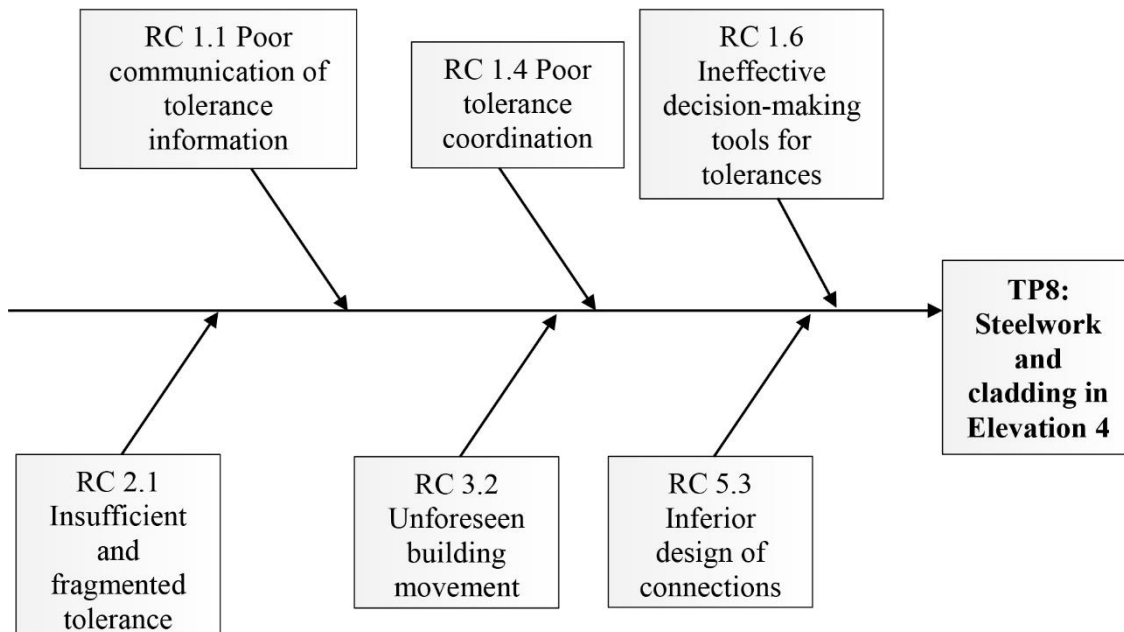 RC 1.1 Poor
communication of
tolerance
information
RC 1.4 Poor
tolerance
coordination
RC 1.6
Ineffective
decision-making
tools for
tolerances
TP8:
Steelwork
and
cladding in
Elevation 4
RC 2.1
Insufficient
and
fragmented
tolerance
RC 3.2
Unforeseen
building
movement
RC 5.3
Inferior
design of
connections